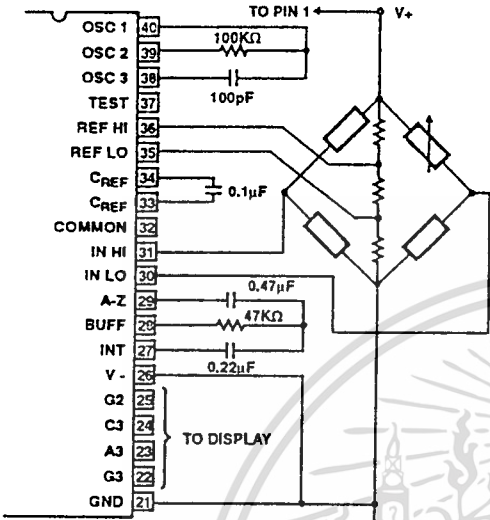 TO PIN 1 V+
OSC 1 40
100KΩ
OSC 2 39
OSC 3 38
100pF
TEST 37
REF HI 36
REF LO 35
CREF 34
0.1µF
CREF 33
COMMON 32
IN HI 31
IN LO 30
0.47µF
A-Z 29
BUFF 28 47KΩ
INT 27
0.22µF
V - 26
G2 25
C3 24
TO DISPLAY
A3 23
G3 22
GND 21